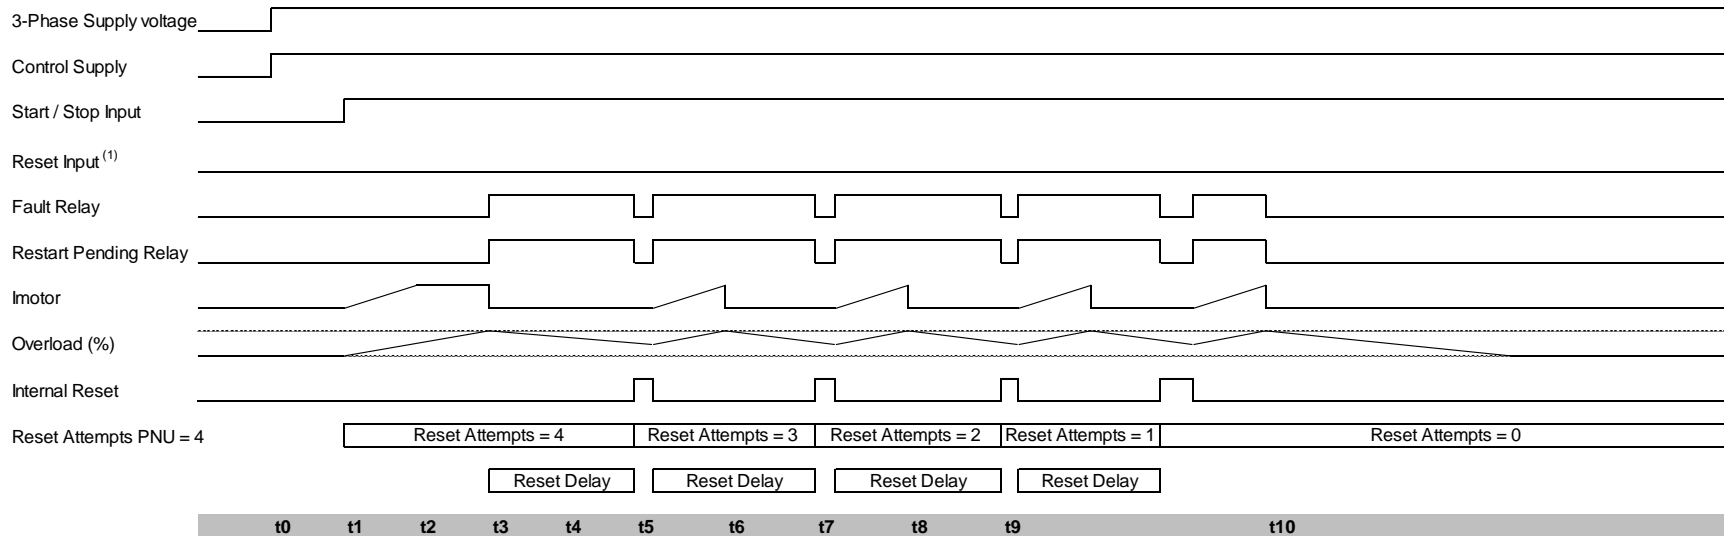 3-Phase Supply voltage
Control Supply
Start / Stop Input
Reset Input (1)
Fault Relay
Restart Pending Relay
Imotor
Overload (%)
Internal Reset
Reset Attempts PNU = 4 Reset Attempts = 4 Reset Attempts = 3 Reset Attempts = 2 Reset Attempts = 1 Reset Attempts = 0
Reset Delay Reset Delay Reset Delay Reset Delay
t0 t1 t2 t3 t4 t5 t6 t7 t8 t9 t10